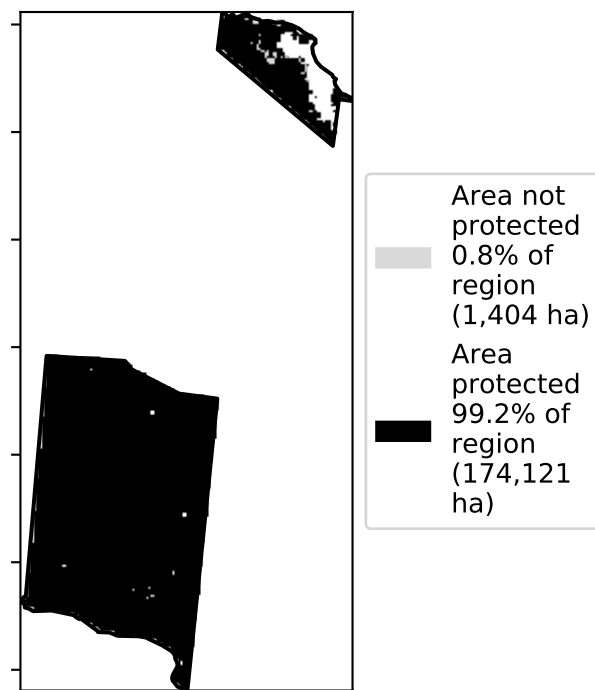 Area not
protected
0.8% of
region
(1,404 ha)
Area
protected
99.2% of
region
(174,121
ha)